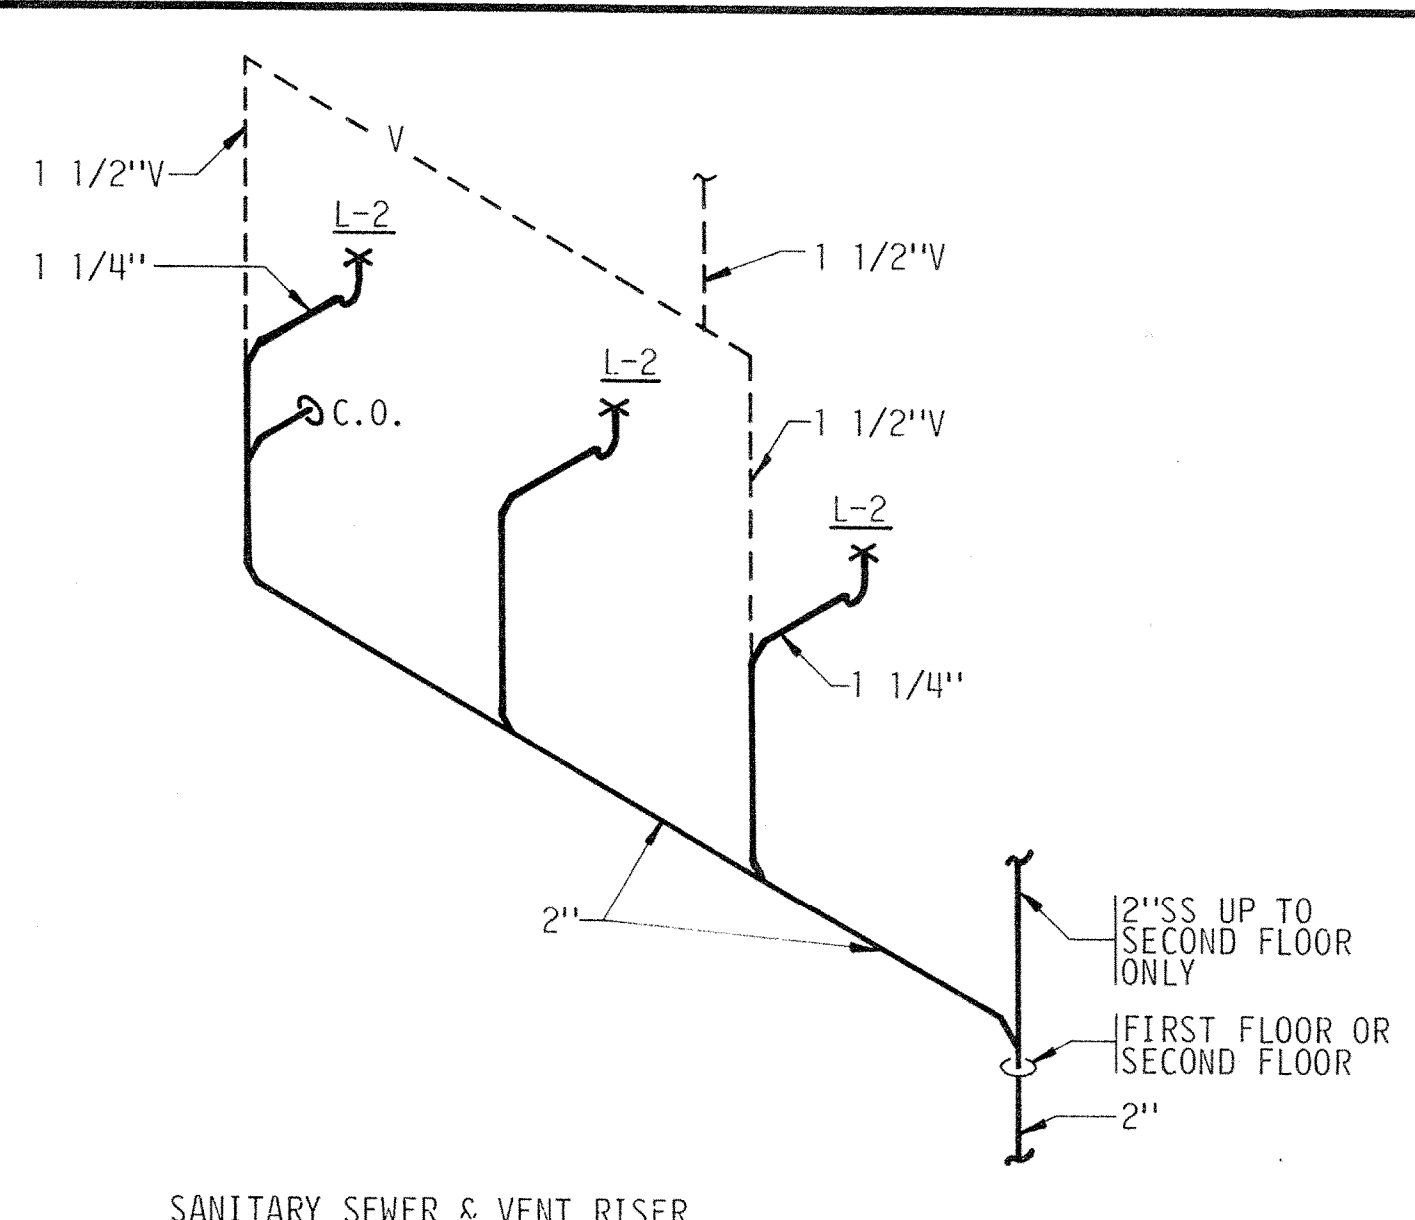 V
1 1/2"V
L-2
1 1/4"
1 1/2"V
L-2
C.O.
1 1/2"V
L-2
1 1/4"
2"
2"SS UP TO
SECOND FLOOR
ONLY
FIRST FLOOR OR
SECOND FLOOR
2"
SANITARY SEWER & VENT RISER